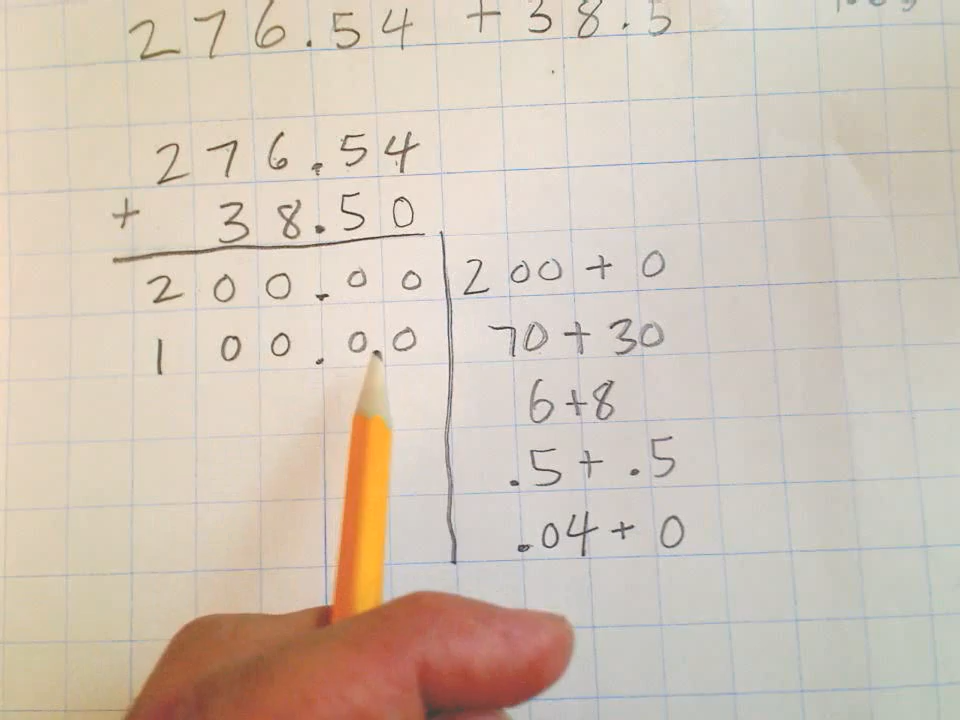 276.54 + 38.5
276.54
+ 38.50
200.00 200 + 0
100.00 70 + 30
6 + 8
.5 + .5
.04 + 0